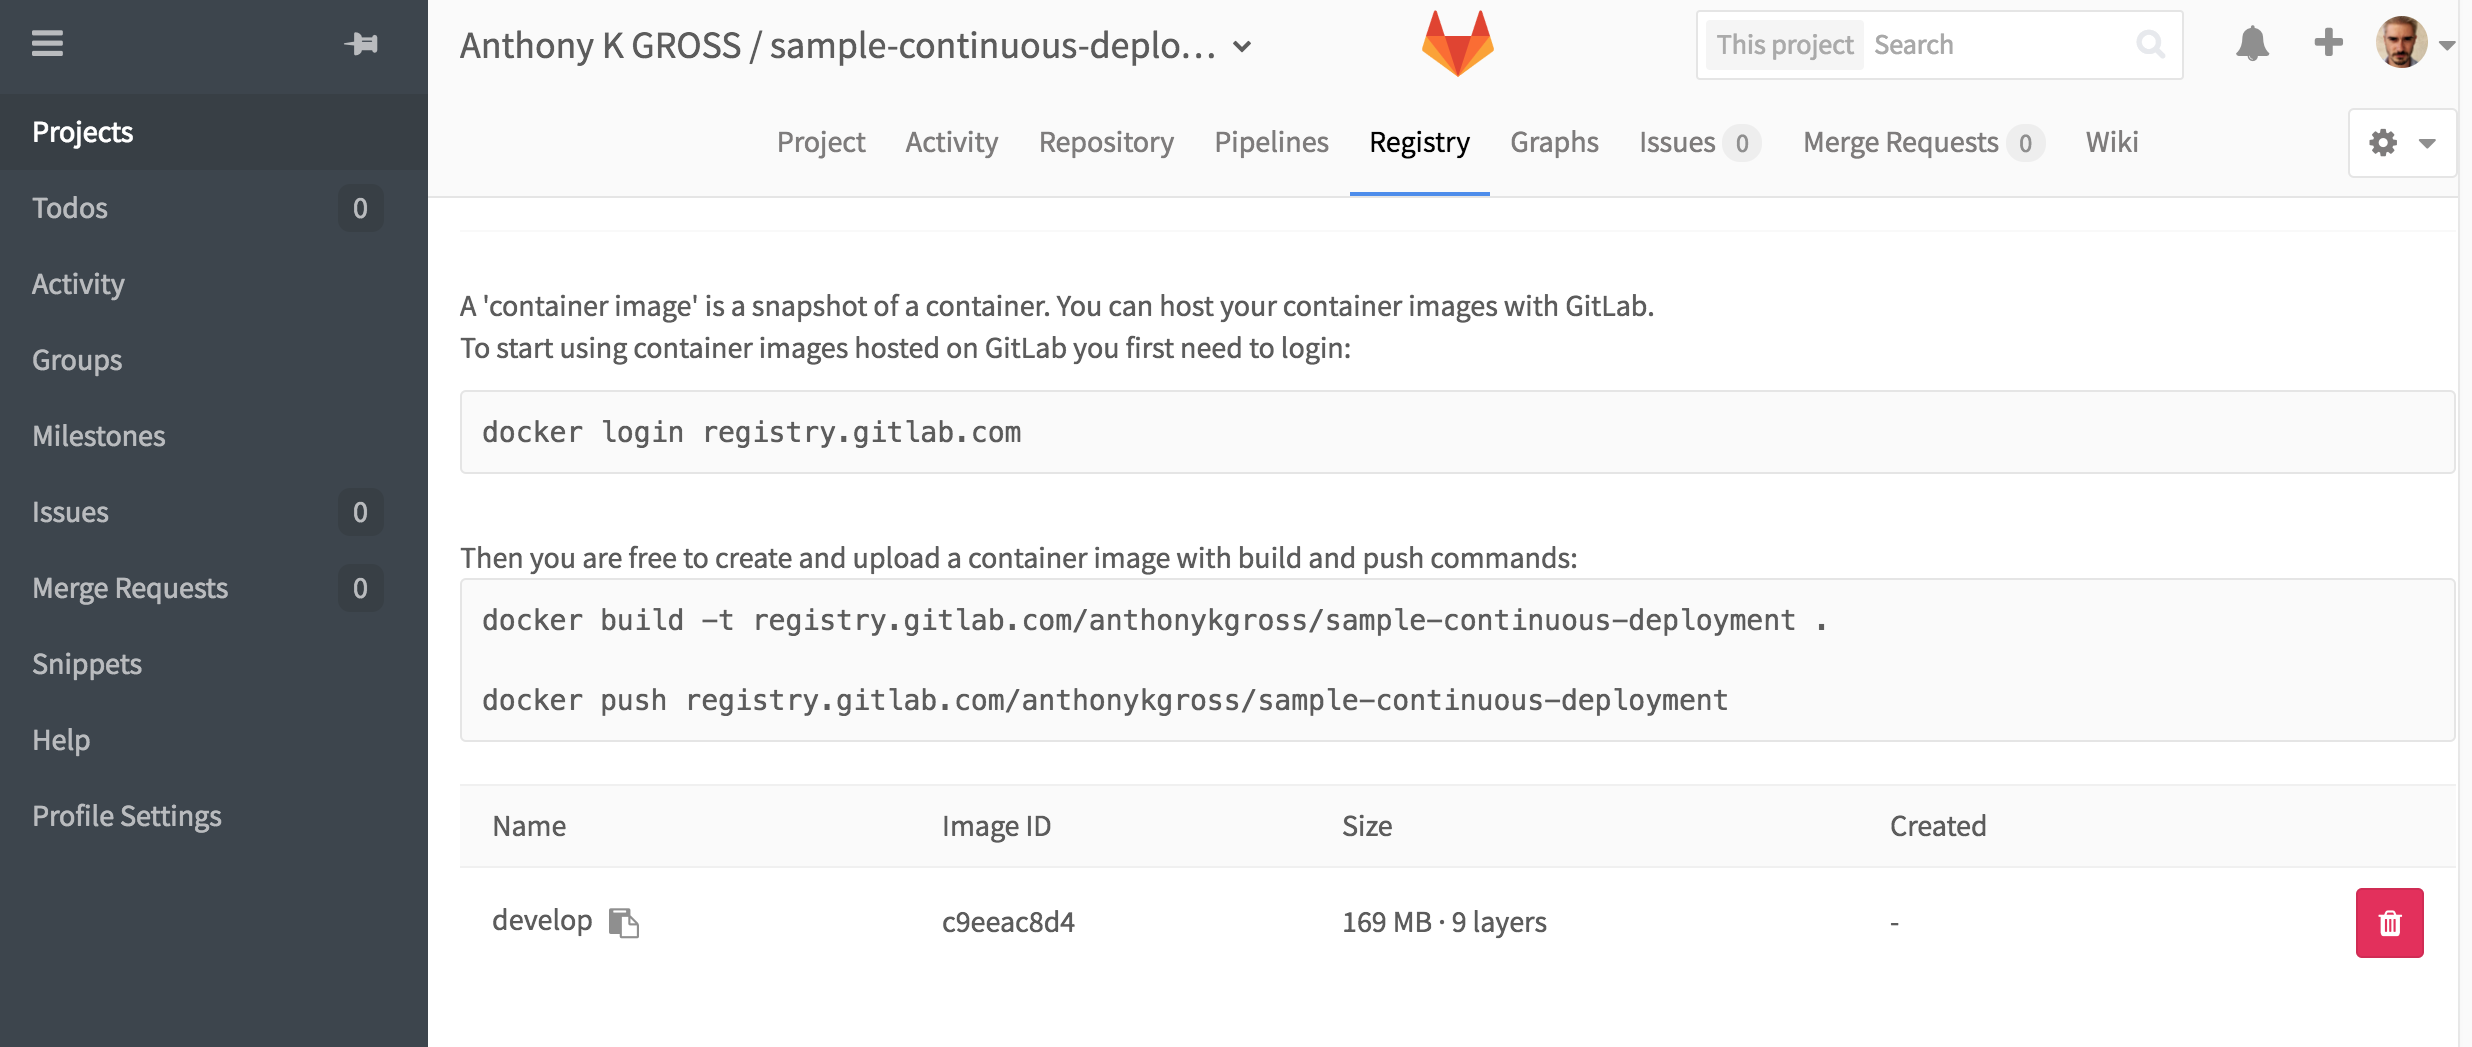 Anthony K GROSS / sample-continuous-deplo...
This project Search
Projects
Todos 0
Activity
Groups
Milestones
Issues 0
Merge Requests 0
Snippets
Help
Profile Settings
Project Activity Repository Pipelines Registry Graphs Issues 0 Merge Requests 0 Wiki
A 'container image' is a snapshot of a container. You can host your container images with GitLab.
To start using container images hosted on GitLab you first need to login:
docker login registry.gitlab.com
Then you are free to create and upload a container image with build and push commands:
docker build -t registry.gitlab.com/anthonykgross/sample-continuous-deployment .
docker push registry.gitlab.com/anthonykgross/sample-continuous-deployment
Name Image ID Size Created
develop c9eeac8d4 169 MB · 9 layers -